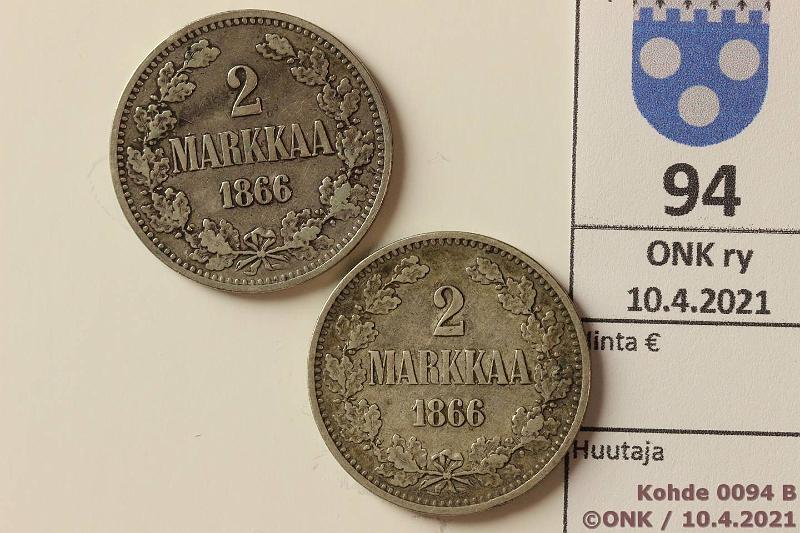 2
MARKKAA
1866
2
MARKKAA
1866
94
ONK ry
10.4.2021
Hinta €
Huutaja
Kohde 0094 B
©ONK / 10.4.2021